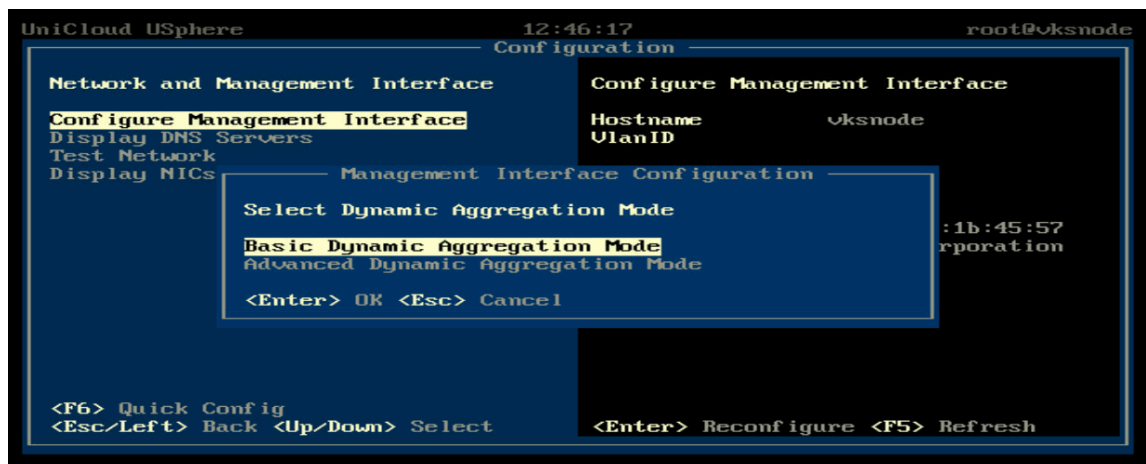 UniCloud USphere 12:46:17 root@vksnode
Configuration
Network and Management Interface
Configure Management Interface
Display DNS Servers
Test Network
Display NICs
Configure Management Interface
Hostname vksnode
VlanID
:1b:45:57
rporation
Management Interface Configuration
Select Dynamic Aggregation Mode
Basic Dynamic Aggregation Mode
Advanced Dynamic Aggregation Mode
<Enter> OK <Esc> Cancel
<F6> Quick Config
<Esc/Left> Back <Up/Down> Select
<Enter> Reconfigure <F5> Refresh